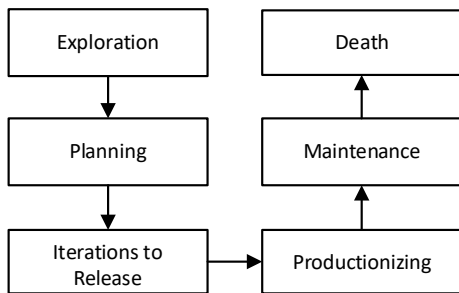 Exploration
Planning
Iterations to
Release
Productionizing
Maintenance
Death